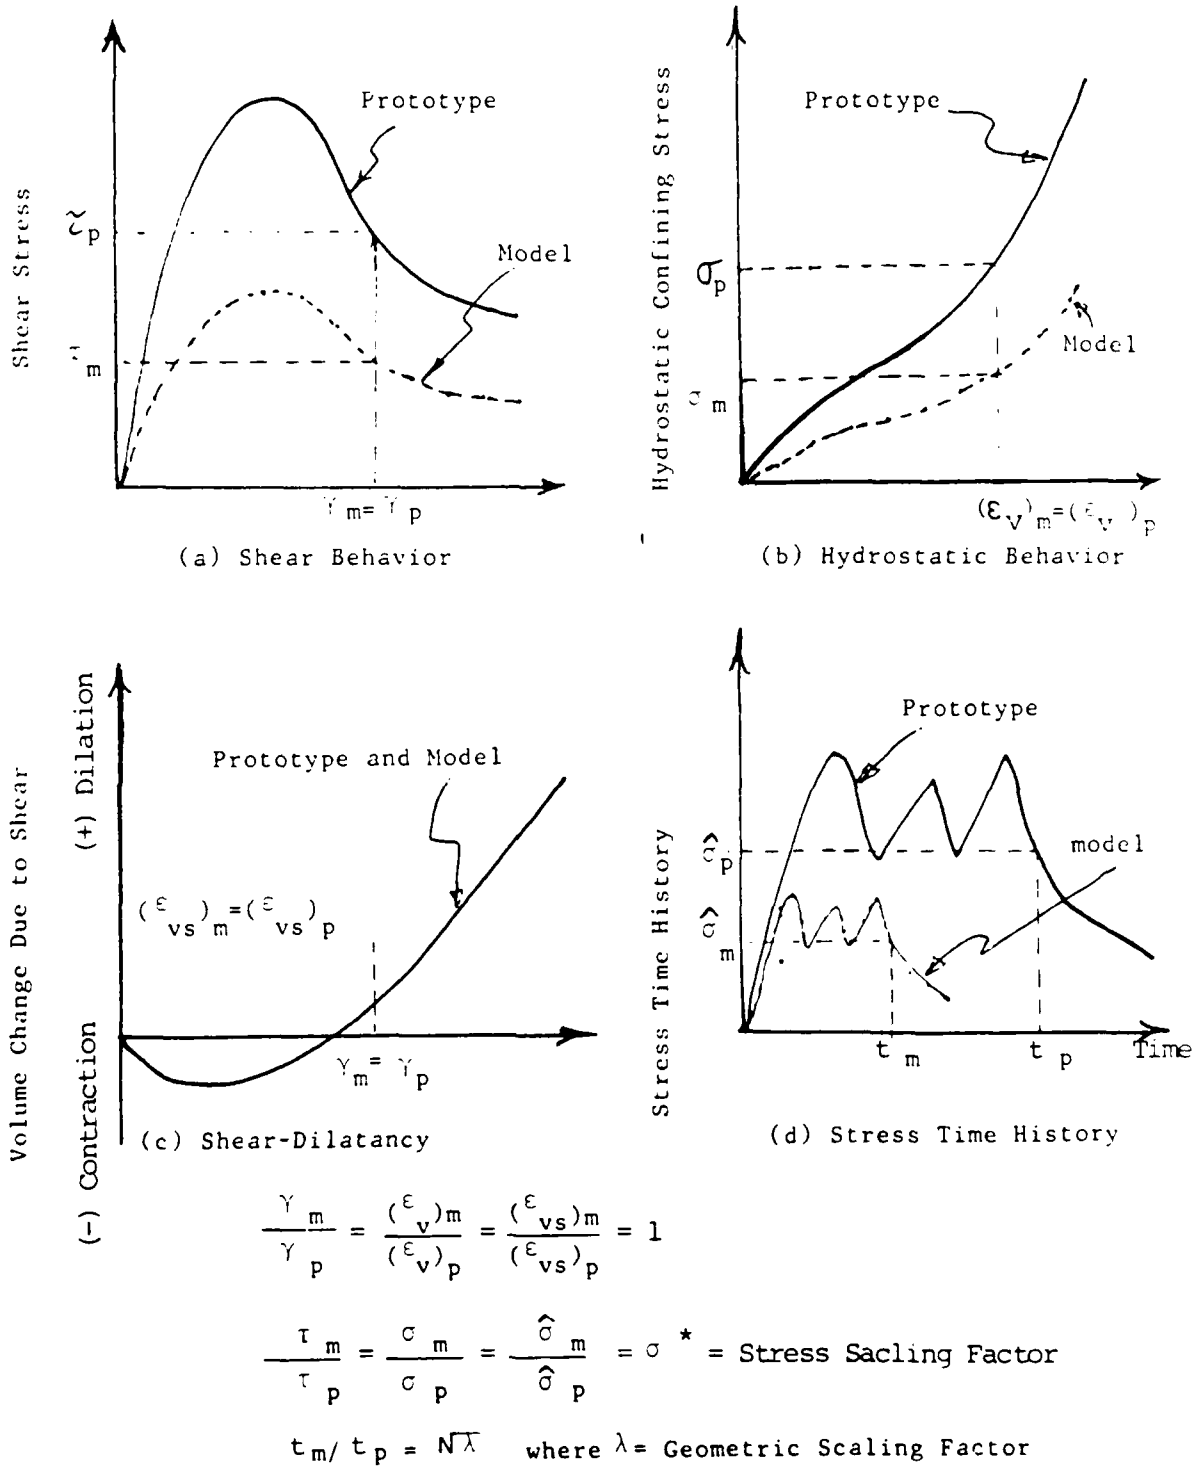 Shear Stress
Prototype
τ̃p
Model
m
γm = γp
(a) Shear Behavior
Hydrostatic Confining Stress
Prototype
σp
Model
σm
(εv)m=(εv)p
(b) Hydrostatic Behavior
Volume Change Due to Shear
(-) Contraction
(+) Dilation
Prototype and Model
(εvs)m=(εvs)p
γm = γp
(c) Shear-Dilatancy
Stress Time History
Prototype
σ̂p
model
σ̂m
tm
tp
Time
(d) Stress Time History
γm / γp = (εv)m / (εv)p = (εvs)m / (εvs)p = 1
τm / τp = σm / σp = σ̂m / σ̂p = σ* = Stress Sacling Factor
tm/ tp = N√λ where λ= Geometric Scaling Factor